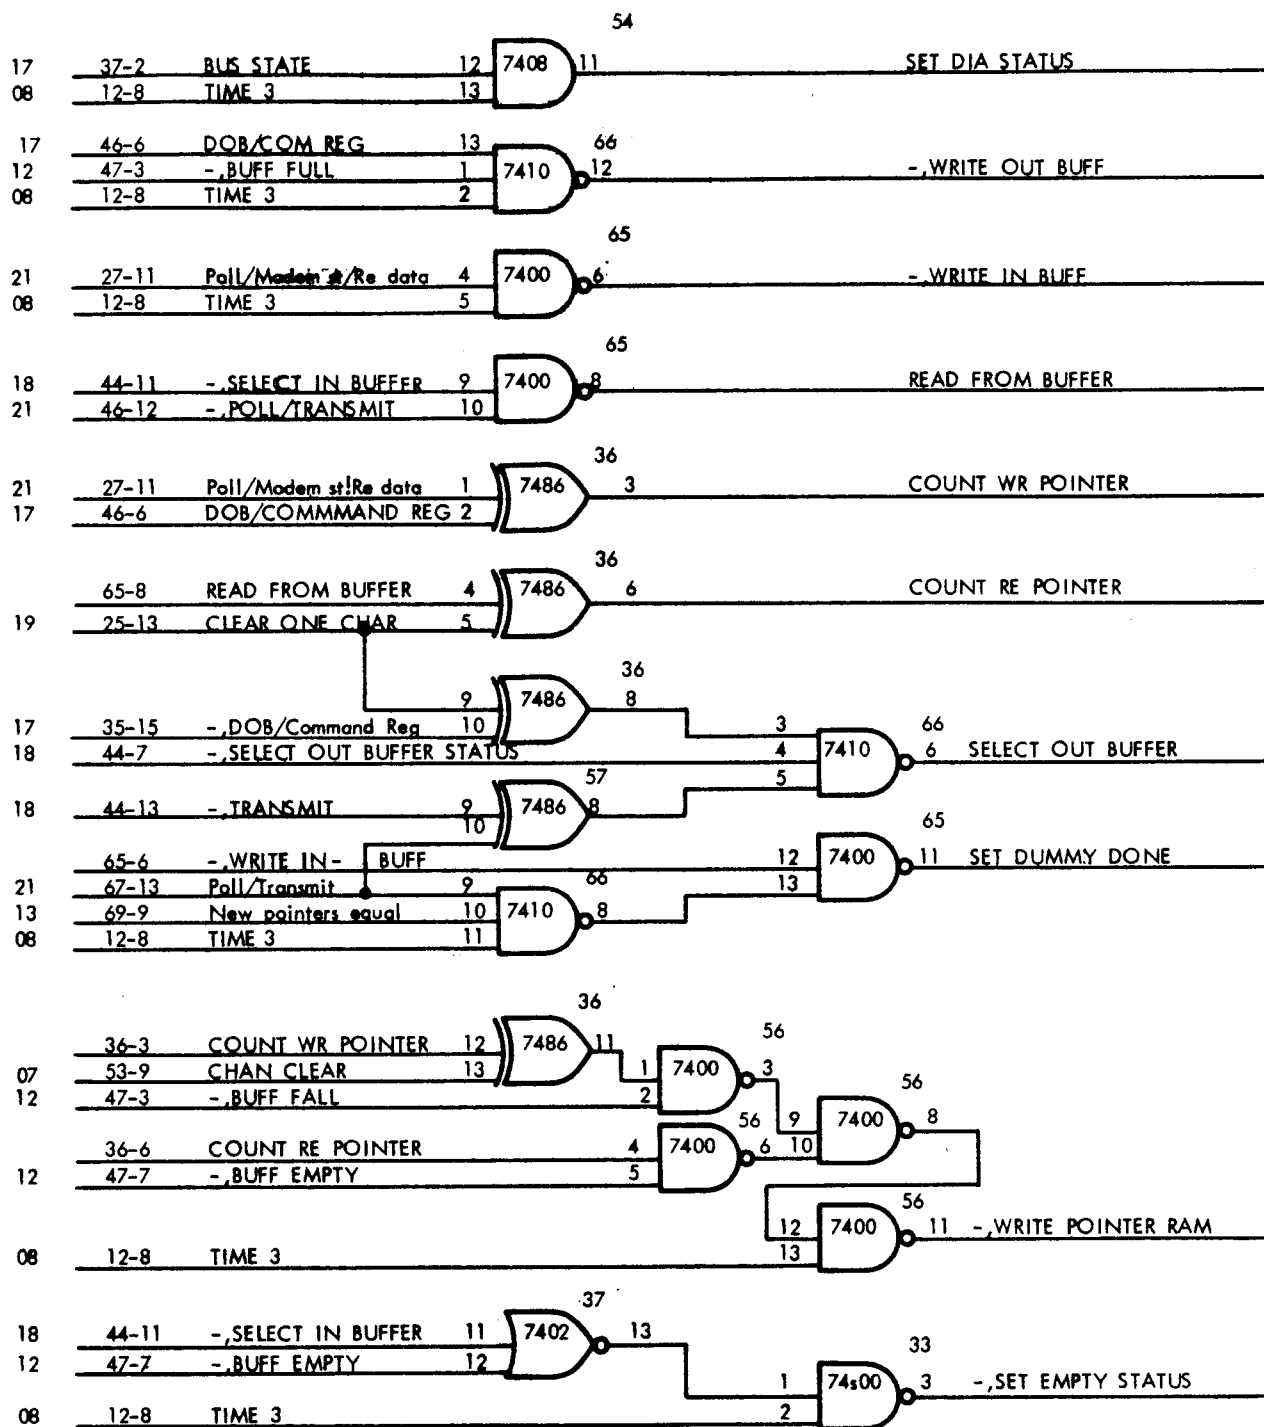 54
17 37-2 BUS STATE 12 7408 11 SET DIA STATUS
08 12-8 TIME 3 13
17 46-6 DOB/COM REG 13 66
12 47-3 -,BUFF FULL 1 7410 12 -,WRITE OUT BUFF
08 12-8 TIME 3 2
65
21 27-11 Poll/Modem st/Re data 4 7400 6 -,WRITE IN BUFF
08 12-8 TIME 3 5
65
18 44-11 -,SELECT IN BUFFER 9 7400 8 READ FROM BUFFER
21 46-12 -,POLL/TRANSMIT 10
36
21 27-11 Poll/Modem st!Re data 1 7486 3 COUNT WR POINTER
17 46-6 DOB/COMMMAND REG 2
36
65-8 READ FROM BUFFER 4 7486 6 COUNT RE POINTER
19 25-13 CLEAR ONE CHAR 5
36
9 7486 8
17 35-15 -,DOB/Command Reg 10 3 66
18 44-7 -,SELECT OUT BUFFER STATUS 4 7410 6 SELECT OUT BUFFER
57 5
18 44-13 -,TRANSMIT 9 7486 8
10 65
65-6 -,WRITE IN- BUFF 12 7400 11 SET DUMMY DONE
21 67-13 Poll/Transmit 9 66 13
13 69-9 New pointers equal 10 7410 8
08 12-8 TIME 3 11
36
36-3 COUNT WR POINTER 12 7486 11 56
07 53-9 CHAN CLEAR 13 1 7400 3
12 47-3 -,BUFF FALL 2 56
56 9 7400 8
36-6 COUNT RE POINTER 4 7400 6 10
12 47-7 -,BUFF EMPTY 5
56
12 7400 11 -,WRITE POINTER RAM
08 12-8 TIME 3 13
37
18 44-11 -,SELECT IN BUFFER 11 7402 13 33
12 47-7 -,BUFF EMPTY 12
1 74s00 3 -,SET EMPTY STATUS
08 12-8 TIME 3 2